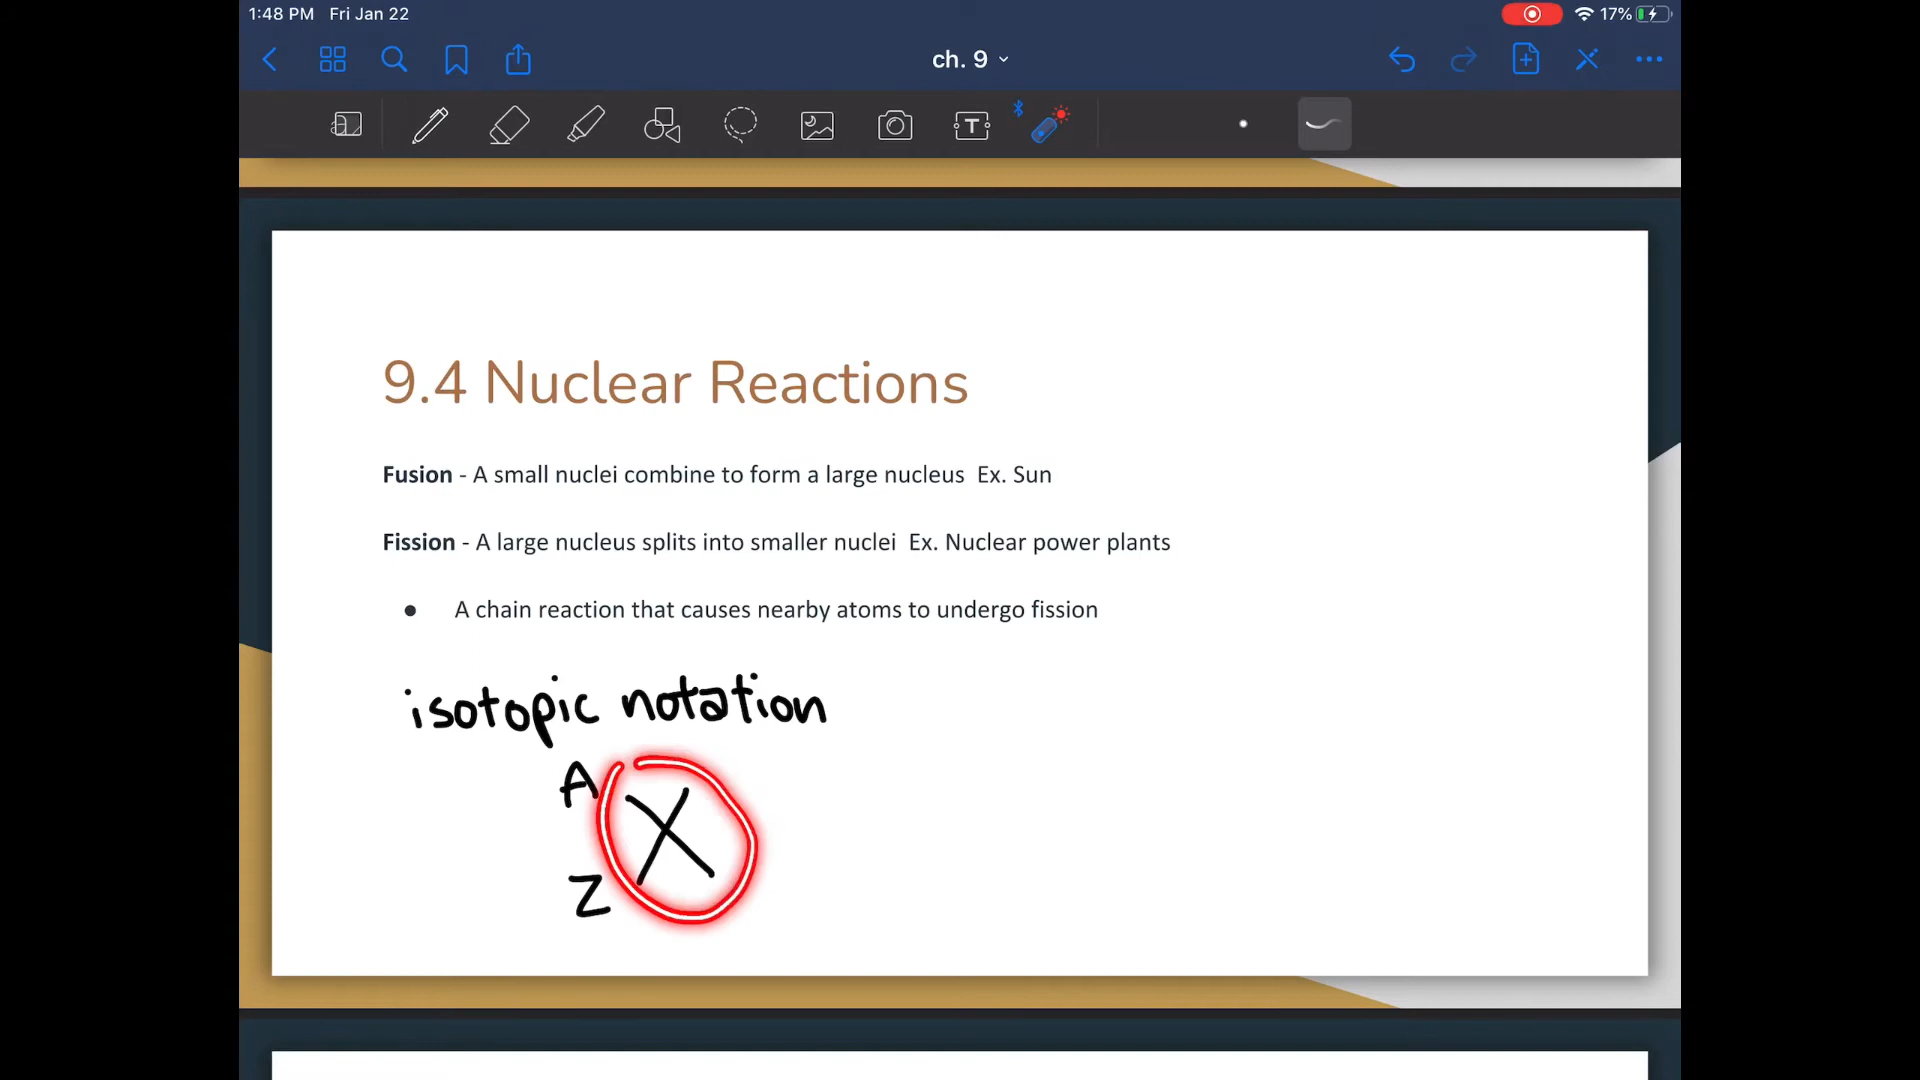 1:48 PM Fri Jan 22
17%
ch. 9
T
9.4 Nuclear Reactions
Fusion - A small nuclei combine to form a large nucleus Ex. Sun
Fission - A large nucleus splits into smaller nuclei Ex. Nuclear power plants
● A chain reaction that causes nearby atoms to undergo fission
isotopic notation
A
X
Z